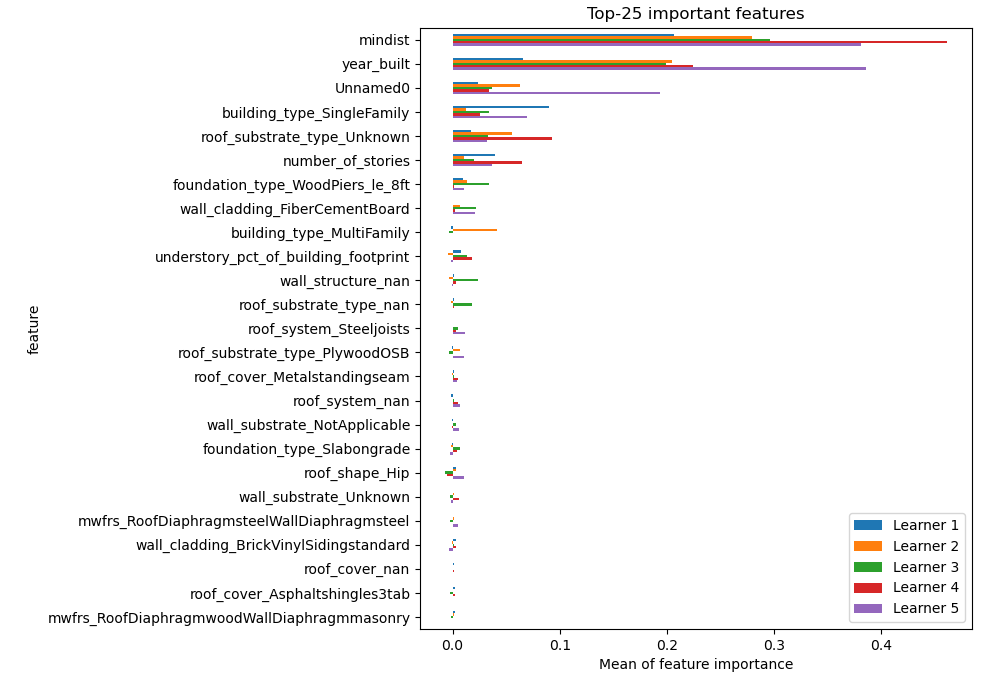 Top-25 important features
mindist
year_built
Unnamed0
building_type_SingleFamily
roof_substrate_type_Unknown
number_of_stories
foundation_type_WoodPiers_le_8ft
wall_cladding_FiberCementBoard
building_type_MultiFamily
understory_pct_of_building_footprint
wall_structure_nan
roof_substrate_type_nan
roof_system_Steeljoists
roof_substrate_type_PlywoodOSB
roof_cover_Metalstandingseam
roof_system_nan
wall_substrate_NotApplicable
foundation_type_Slabongrade
roof_shape_Hip
wall_substrate_Unknown
mwfrs_RoofDiaphragmsteelWallDiaphragmsteel
wall_cladding_BrickVinylSidingstandard
roof_cover_nan
roof_cover_Asphaltshingles3tab
mwfrs_RoofDiaphragmwoodWallDiaphragmmasonry
feature
Learner 1
Learner 2
Learner 3
Learner 4
Learner 5
0.0 0.1 0.2 0.3 0.4
Mean of feature importance